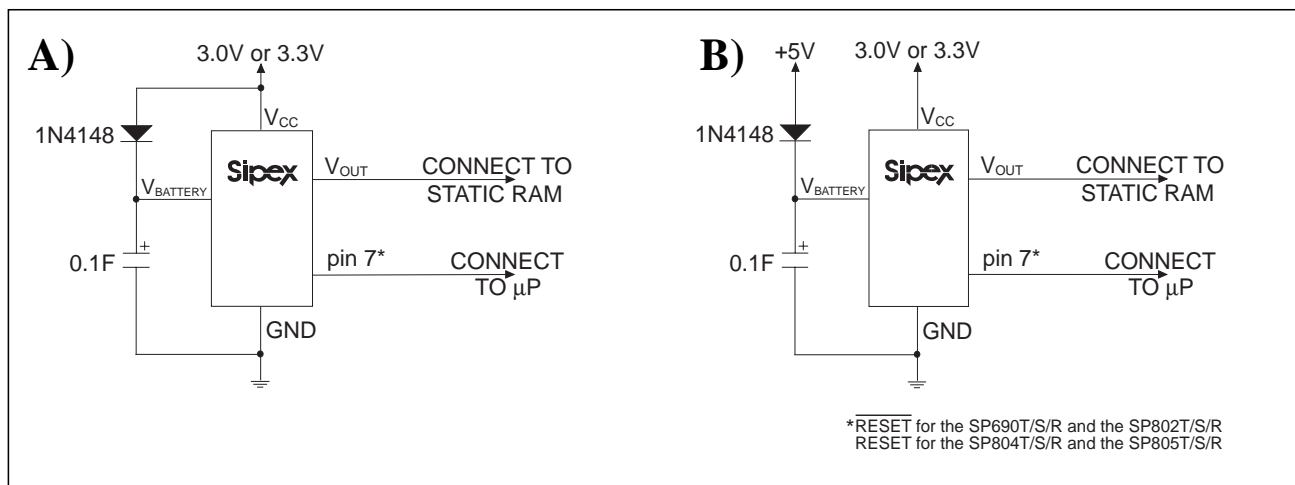 A)
3.0V or 3.3V
1N4148
VCC
Sipex
VOUT
CONNECT TO
STATIC RAM
VBATTERY
+
0.1F
pin 7*
CONNECT
TO µP
GND
B)
+5V
3.0V or 3.3V
1N4148
VCC
Sipex
VOUT
CONNECT TO
STATIC RAM
VBATTERY
+
0.1F
pin 7*
CONNECT
TO µP
GND
*RESET for the SP690T/S/R and the SP802T/S/R
RESET for the SP804T/S/R and the SP805T/S/R